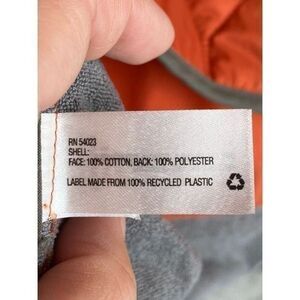 RN 54023
SHELL:
FACE: 100% COTTON, BACK: 100% POLYESTER
LABEL MADE FROM 100% RECYCLED PLASTIC